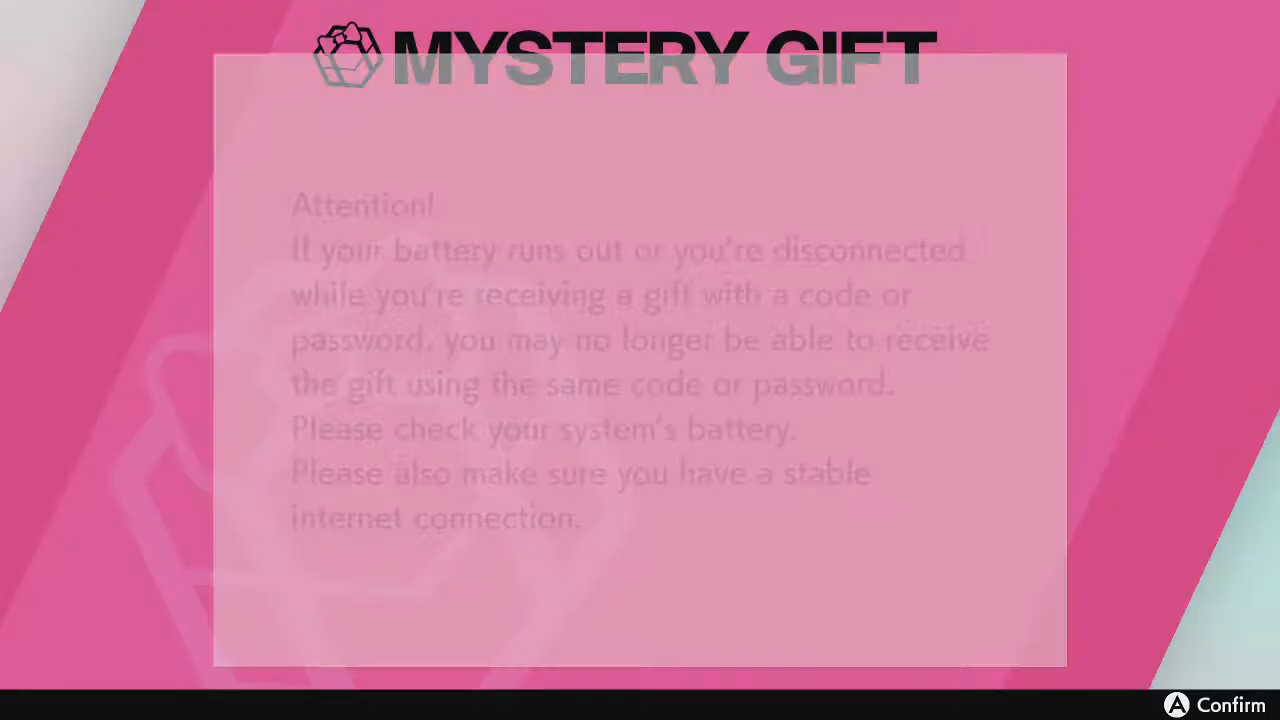 MYSTERY GIFT
Attention!
If your battery runs out or you're disconnected
while you're receiving a gift with a code or
password, you may no longer be able to receive
the gift using the same code or password.
Please check your system's battery.
Please also make sure you have a stable
internet connection.
A Confirm